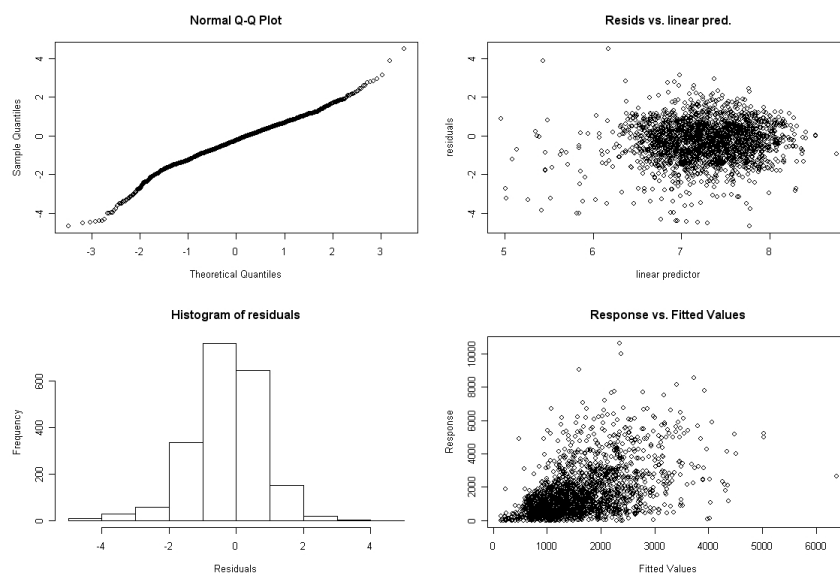 Normal Q-Q Plot
Sample Quantiles
4
2
0
-2
-4
-3 -2 -1 0 1 2 3
Theoretical Quantiles
Resids vs. linear pred.
residuals
4
2
0
-2
-4
5 6 7 8
linear predictor
Histogram of residuals
Frequency
600
400
200
0
-4 -2 0 2 4
Residuals
Response vs. Fitted Values
Response
10000
8000
6000
4000
2000
0
0 1000 2000 3000 4000 5000 6000
Fitted Values